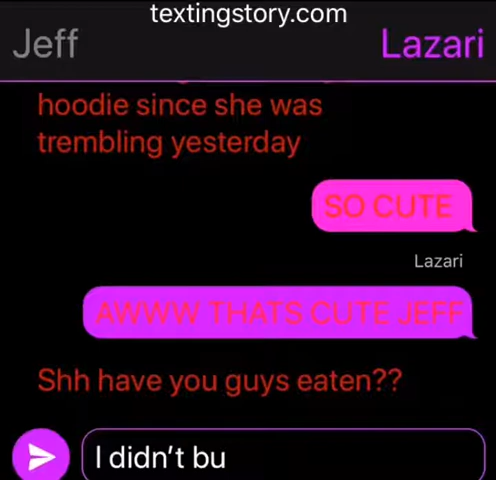 textingstory.com
Jeff
Lazari
hoodie since she was
trembling yesterday
SO CUTE
Lazari
AWWW THATS CUTE JEFF
Shh have you guys eaten??
I didn't bu